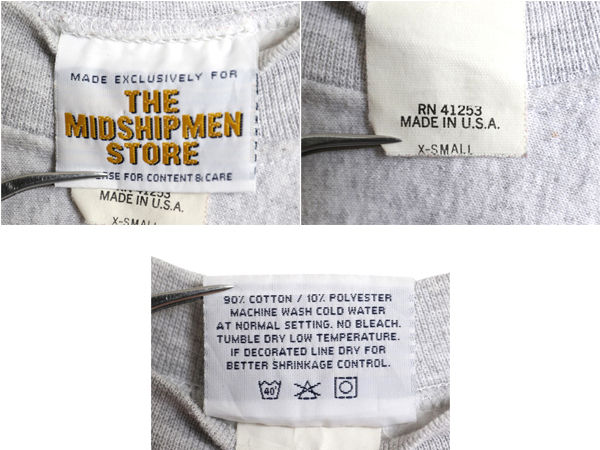 MADE EXCLUSIVELY FOR
THE
MIDSHIPMEN
STORE
FOR CONTENT & CARE
RN 41253
MADE IN U.S.A.
X-SMALL
RN 41253
MADE IN U.S.A.
X-SMALL
90% COTTON / 10% POLYESTER
MACHINE WASH COLD WATER
AT NORMAL SETTING. NO BLEACH.
TUMBLE DRY LOW TEMPERATURE.
IF DECORATED LINE DRY FOR
BETTER SHRINKAGE CONTROL.
40°